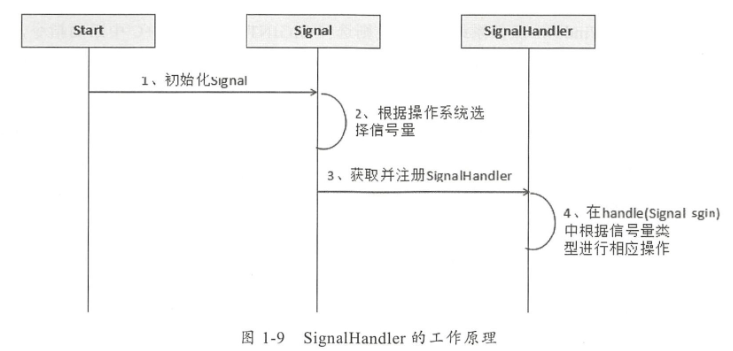 Start
Signal
SignalHandler
1、初始化Signal
2、根据操作系统选
择信号量
3、获取并注册SignalHandler
4、在handle(Signal sgin)
中根据信号量类
型进行相应操作
图 1-9 SignalHandler 的工作原理